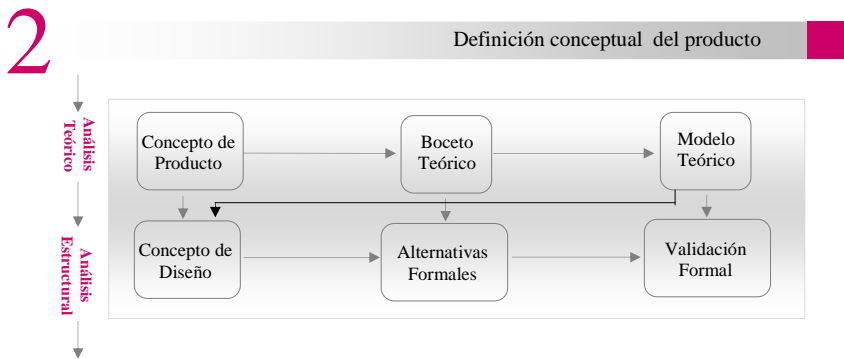 2
Definición conceptual del producto
Análisis
Teórico
Concepto de
Producto
Boceto
Teórico
Modelo
Teórico
Análisis
Estructural
Concepto de
Diseño
Alternativas
Formales
Validación
Formal